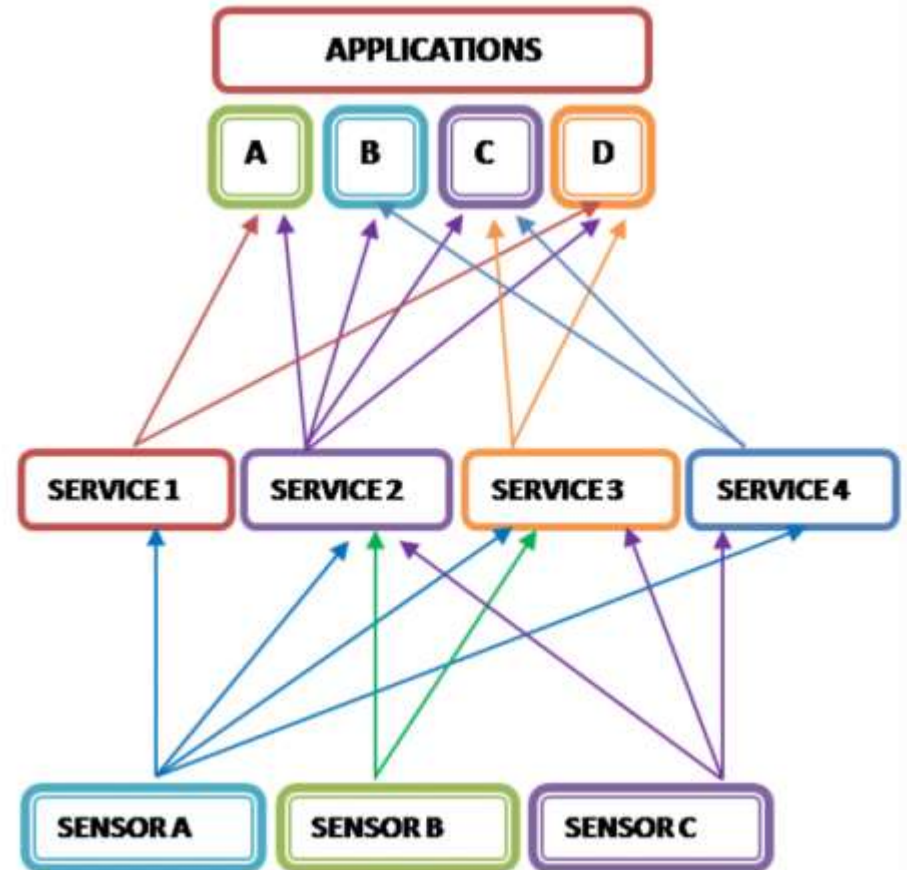 APPLICATIONS
A B C D
SERVICE 1 SERVICE 2 SERVICE 3 SERVICE 4
SENSOR A SENSOR B SENSOR C